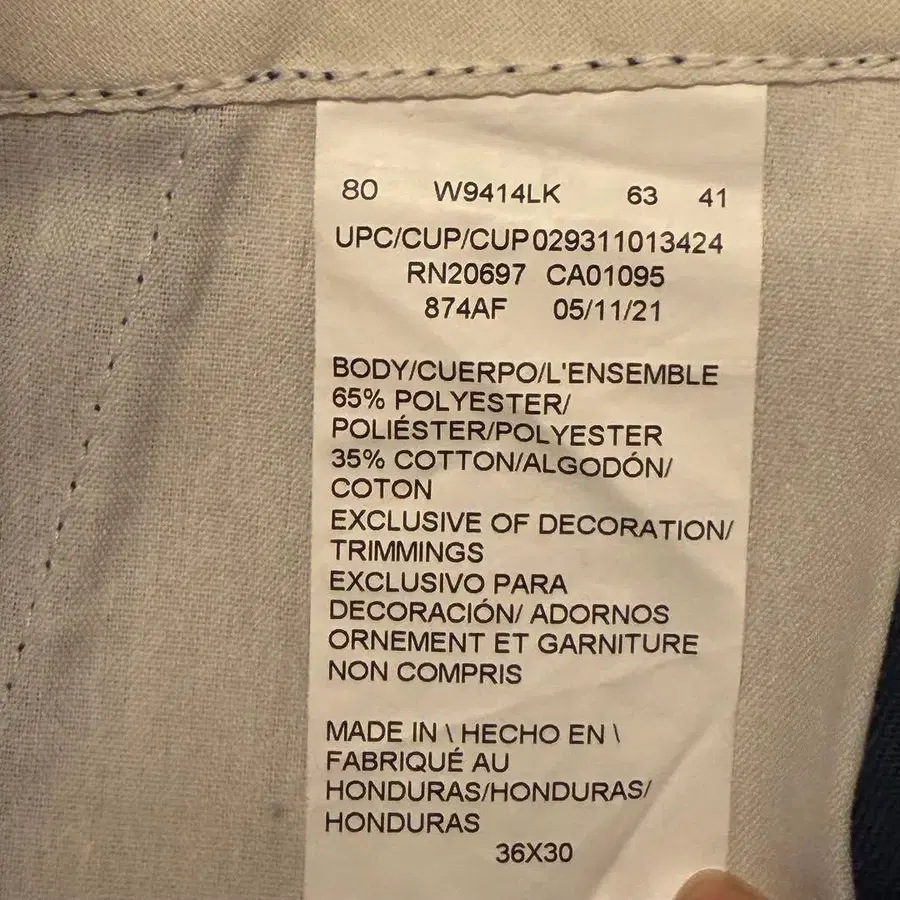 80 W9414LK 63 41
UPC/CUP/CUP029311013424
RN20697 CA01095
874AF 05/11/21
BODY/CUERPO/L'ENSEMBLE
65% POLYESTER/
POLIÉSTER/POLYESTER
35% COTTON/ALGODÓN/
COTON
EXCLUSIVE OF DECORATION/
TRIMMINGS
EXCLUSIVO PARA
DECORACIÓN/ ADORNOS
ORNEMENT ET GARNITURE
NON COMPRIS
MADE IN \ HECHO EN \
FABRIQUÉ AU
HONDURAS/HONDURAS/
HONDURAS
36X30